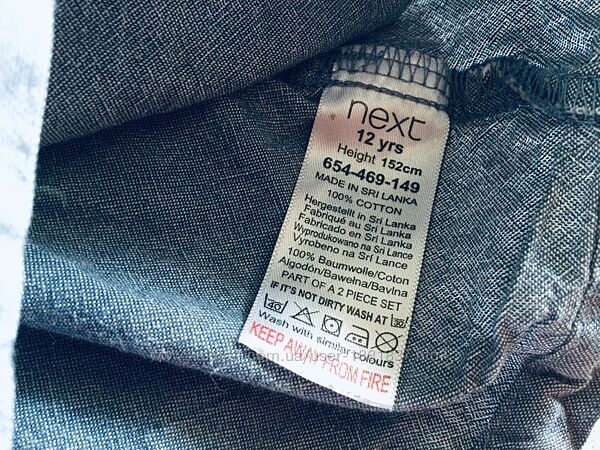 next
12 yrs
Height 152cm
654-469-149
MADE IN SRI LANKA
100% COTTON
Hergestellt in Sri Lanka
Fabriqué au Sri Lanka
Fabricado en Sri Lanka
Wyprodukowano na Sri Lance
Vyrobeno na Sri Lance
100% Baumwolle/Coton
Algodón/Bawełna/Bavlna
PART OF A 2 PIECE SET
IF IT'S NOT DIRTY WASH AT 30
40
Wash with similar colours
KEEP AWAY FROM FIRE